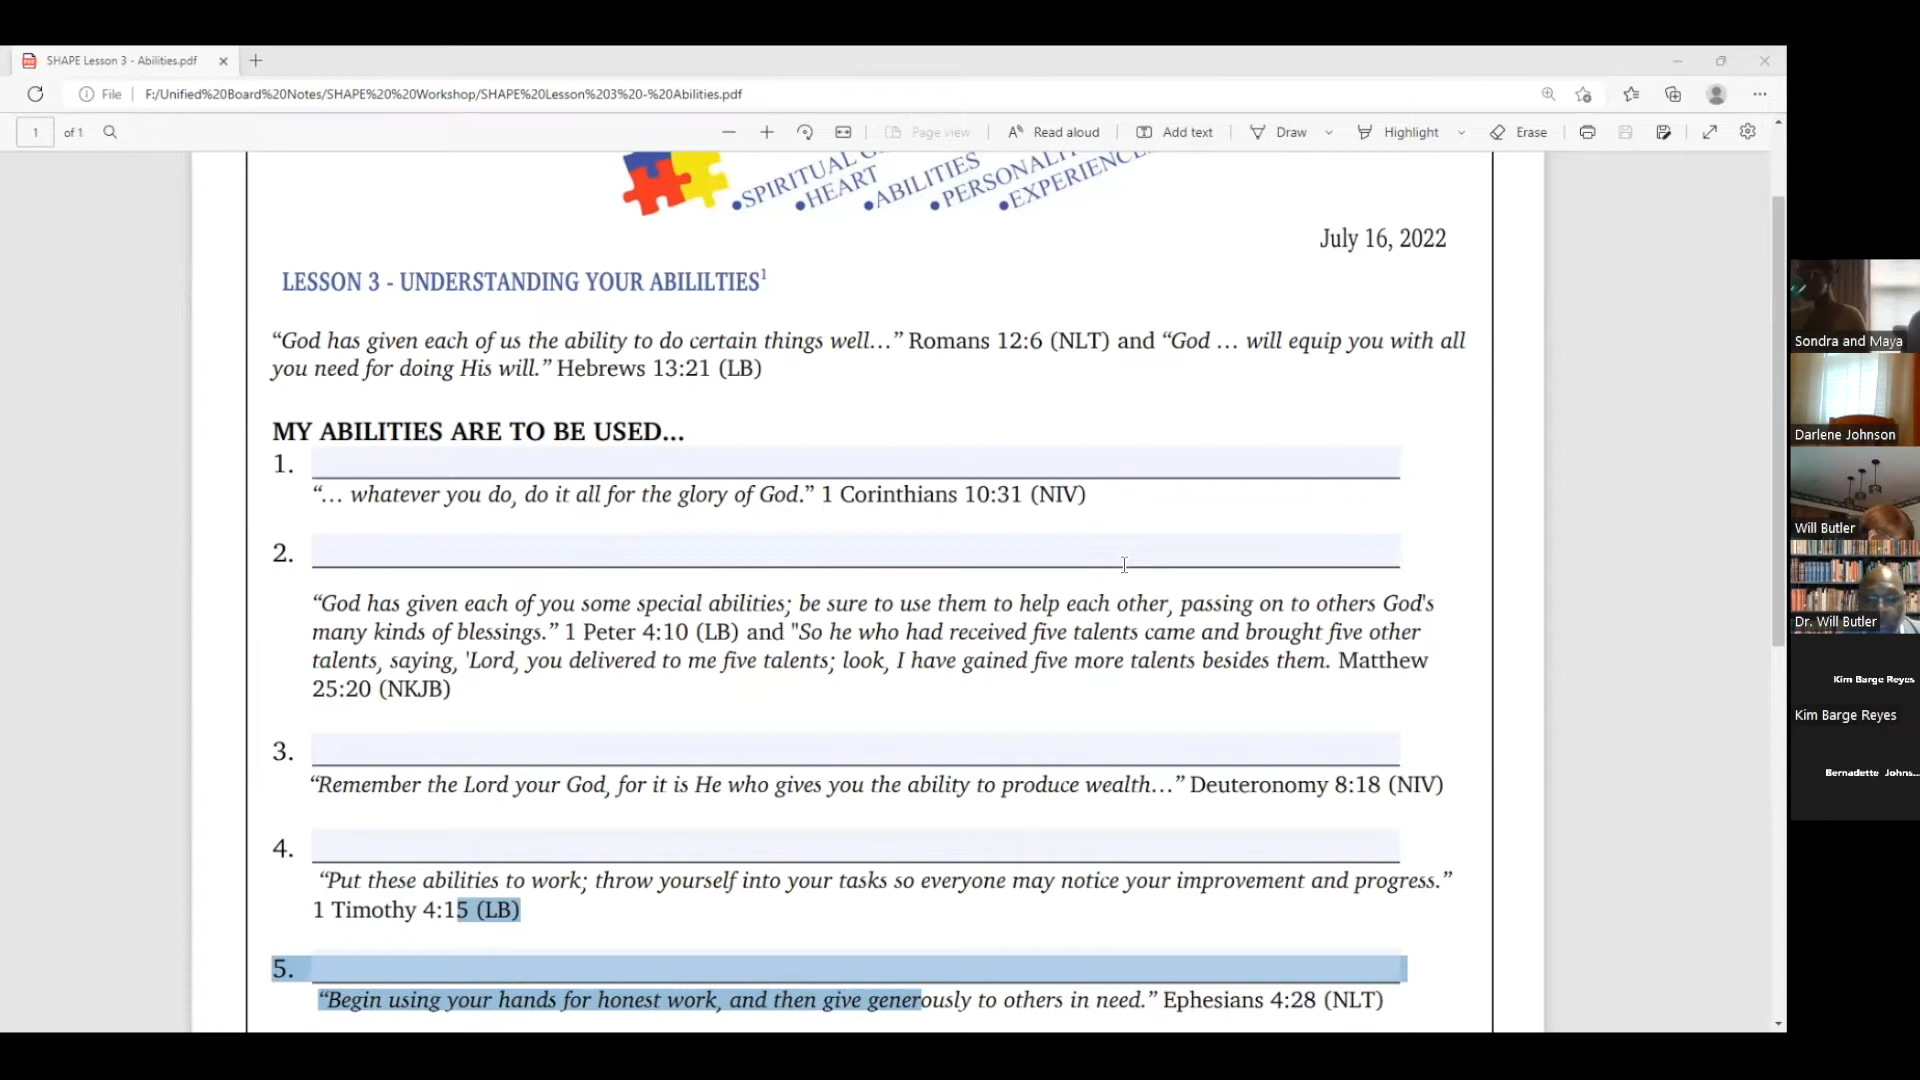 SHAPE Lesson 3 - Abilities.pdf
File
F:/Unified%20Board%20Notes/SHAPE%20%20Workshop/SHAPE%20Lesson%203%20-%20Abilities.pdf
1 of 1
Page view
Read aloud
Add text
Draw
Highlight
Erase
•SPIRITUAL G
•HEART
•ABILITIES
•PERSONALI
•EXPERIENCE
July 16, 2022
LESSON 3 - UNDERSTANDING YOUR ABILILTIES¹
“God has given each of us the ability to do certain things well…” Romans 12:6 (NLT) and “God … will equip you with all
you need for doing His will.” Hebrews 13:21 (LB)
MY ABILITIES ARE TO BE USED…
1.
“… whatever you do, do it all for the glory of God.” 1 Corinthians 10:31 (NIV)
2.
“God has given each of you some special abilities; be sure to use them to help each other, passing on to others God's
many kinds of blessings.” 1 Peter 4:10 (LB) and "So he who had received five talents came and brought five other
talents, saying, 'Lord, you delivered to me five talents; look, I have gained five more talents besides them. Matthew
25:20 (NKJB)
3.
“Remember the Lord your God, for it is He who gives you the ability to produce wealth…” Deuteronomy 8:18 (NIV)
4.
“Put these abilities to work; throw yourself into your tasks so everyone may notice your improvement and progress.”
1 Timothy 4:15 (LB)
5.
“Begin using your hands for honest work, and then give generously to others in need.” Ephesians 4:28 (NLT)
Sondra and Maya
Darlene Johnson
Will Butler
Dr. Will Butler
Kim Barge Reyes
Kim Barge Reyes
Bernadette Johns...